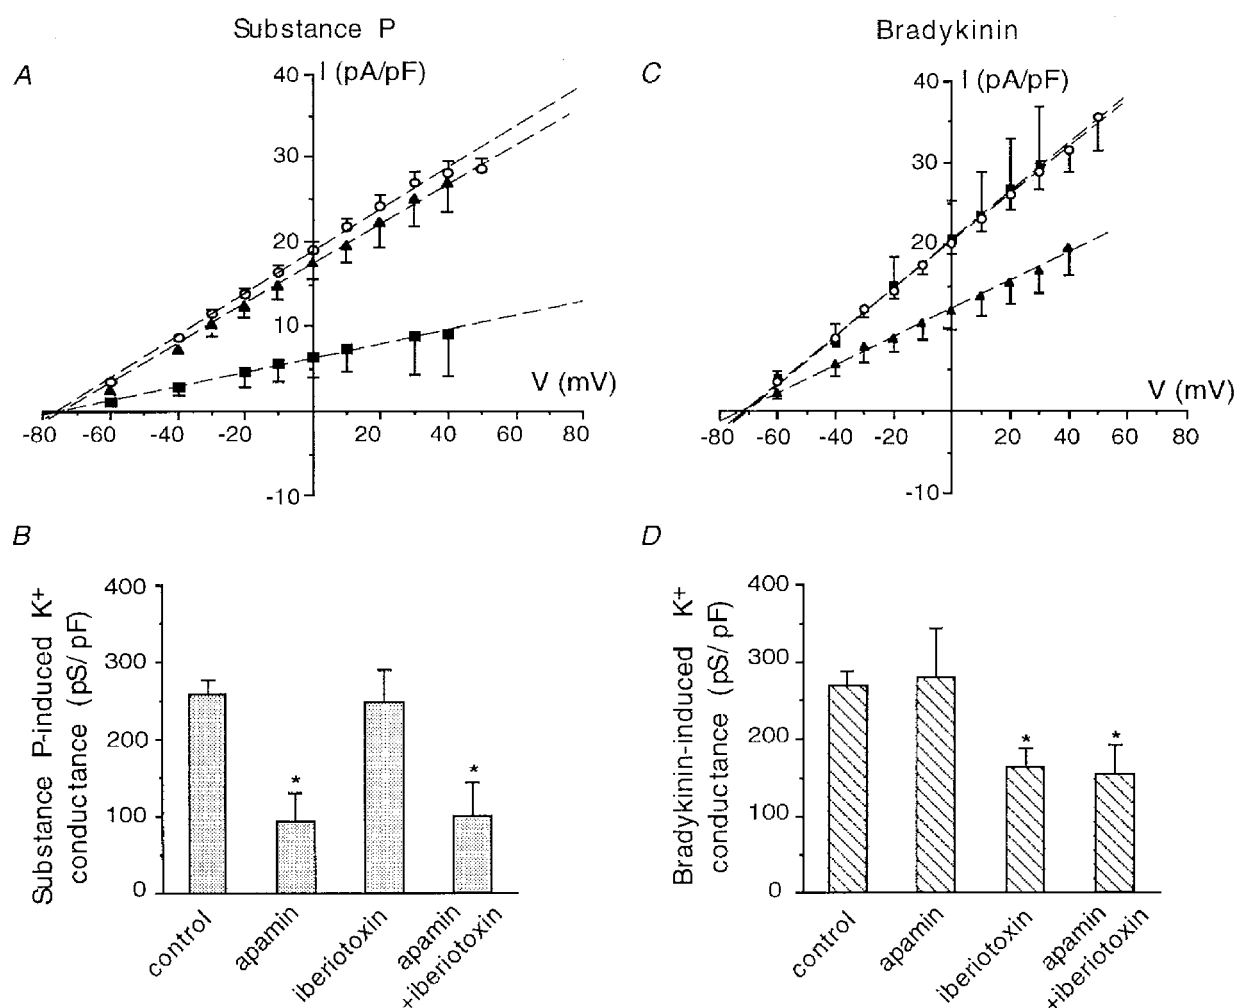 Substance P
Bradykinin
A
I (pA/pF)
40
30
20
10
-10
V (mV)
-80 -60 -40 -20 20 40 60 80
C
I (pA/pF)
40
30
20
10
-10
V (mV)
-80 -60 -40 -20 20 40 60 80
B
Substance P-induced K+
conductance (pS/pF)
400
300
200
100
0
*
*
control
apamin
iberiotoxin
apamin
+iberiotoxin
D
Bradykinin-induced K+
conductance (pS/pF)
400
300
200
100
0
*
*
control
apamin
iberiotoxin
apamin
+iberiotoxin